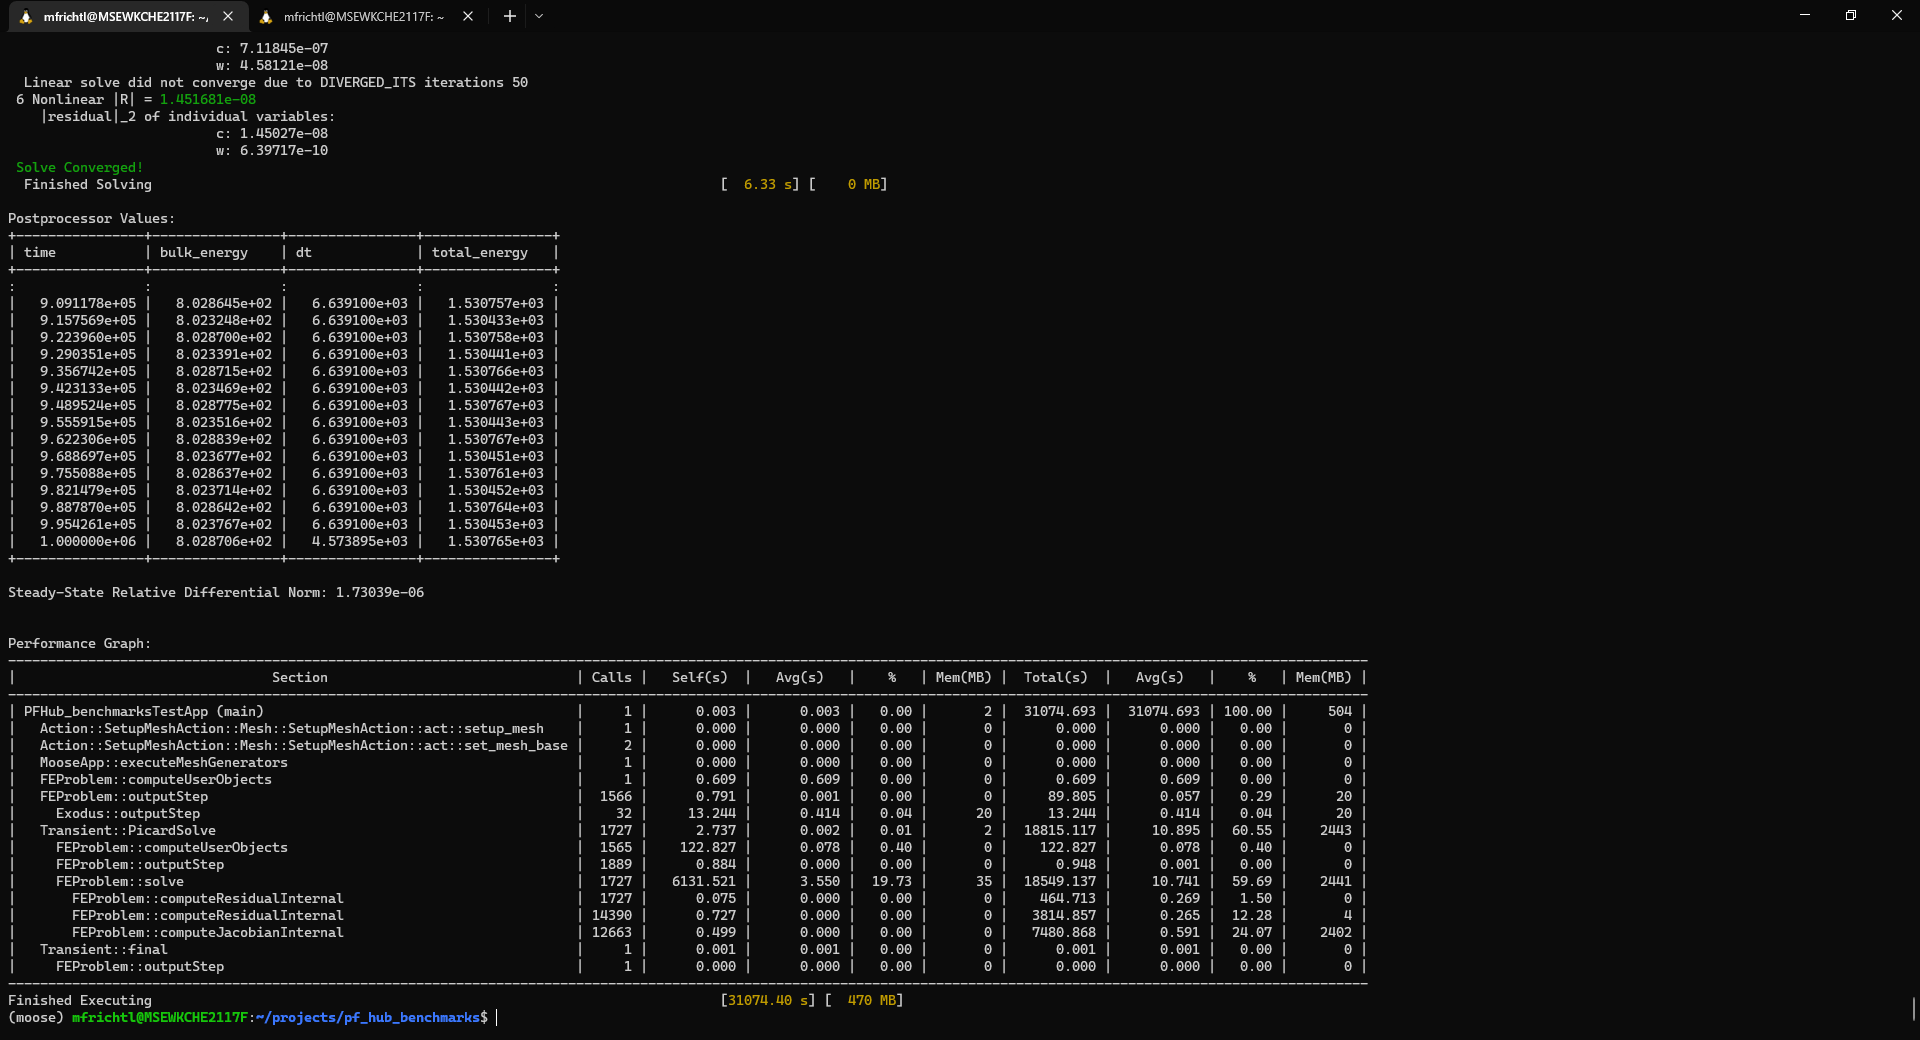 mfrichtl@MSEWKCHE2117F: ~/ mfrichtl@MSEWKCHE2117F: ~
c: 7.11845e-07
w: 4.58121e-08
Linear solve did not converge due to DIVERGED_ITS iterations 50
6 Nonlinear |R| = 1.451681e-08
|residual|_2 of individual variables:
c: 1.45027e-08
w: 6.39717e-10
Solve Converged!
Finished Solving [ 6.33 s] [ 0 MB]
Postprocessor Values:
+----------------+----------------+----------------+----------------+
| time | bulk_energy | dt | total_energy |
+----------------+----------------+----------------+----------------+
: : : : :
| 9.091178e+05 | 8.028645e+02 | 6.639100e+03 | 1.530757e+03 |
| 9.157569e+05 | 8.023248e+02 | 6.639100e+03 | 1.530433e+03 |
| 9.223960e+05 | 8.028700e+02 | 6.639100e+03 | 1.530758e+03 |
| 9.290351e+05 | 8.023391e+02 | 6.639100e+03 | 1.530441e+03 |
| 9.356742e+05 | 8.028715e+02 | 6.639100e+03 | 1.530766e+03 |
| 9.423133e+05 | 8.023469e+02 | 6.639100e+03 | 1.530442e+03 |
| 9.489524e+05 | 8.028775e+02 | 6.639100e+03 | 1.530767e+03 |
| 9.555915e+05 | 8.023516e+02 | 6.639100e+03 | 1.530443e+03 |
| 9.622306e+05 | 8.028839e+02 | 6.639100e+03 | 1.530767e+03 |
| 9.688697e+05 | 8.023677e+02 | 6.639100e+03 | 1.530451e+03 |
| 9.755088e+05 | 8.028637e+02 | 6.639100e+03 | 1.530761e+03 |
| 9.821479e+05 | 8.023714e+02 | 6.639100e+03 | 1.530452e+03 |
| 9.887870e+05 | 8.028642e+02 | 6.639100e+03 | 1.530764e+03 |
| 9.954261e+05 | 8.023767e+02 | 6.639100e+03 | 1.530453e+03 |
| 1.000000e+06 | 8.028706e+02 | 4.573895e+03 | 1.530765e+03 |
+----------------+----------------+----------------+----------------+
Steady-State Relative Differential Norm: 1.73039e-06
Performance Graph:
| Section | Calls | Self(s) | Avg(s) | % | Mem(MB) | Total(s) | Avg(s) | % | Mem(MB) |
| PFHub_benchmarksTestApp (main) | 1 | 0.003 | 0.003 | 0.00 | 2 | 31074.693 | 31074.693 | 100.00 | 504 |
| Action::SetupMeshAction::Mesh::SetupMeshAction::act::setup_mesh | 1 | 0.000 | 0.000 | 0.00 | 0 | 0.000 | 0.000 | 0.00 | 0 |
| Action::SetupMeshAction::Mesh::SetupMeshAction::act::set_mesh_base | 2 | 0.000 | 0.000 | 0.00 | 0 | 0.000 | 0.000 | 0.00 | 0 |
| MooseApp::executeMeshGenerators | 1 | 0.000 | 0.000 | 0.00 | 0 | 0.000 | 0.000 | 0.00 | 0 |
| FEProblem::computeUserObjects | 1 | 0.609 | 0.609 | 0.00 | 0 | 0.609 | 0.609 | 0.00 | 0 |
| FEProblem::outputStep | 1566 | 0.791 | 0.001 | 0.00 | 0 | 89.805 | 0.057 | 0.29 | 20 |
| Exodus::outputStep | 32 | 13.244 | 0.414 | 0.04 | 20 | 13.244 | 0.414 | 0.04 | 20 |
| Transient::PicardSolve | 1727 | 2.737 | 0.002 | 0.01 | 2 | 18815.117 | 10.895 | 60.55 | 2443 |
| FEProblem::computeUserObjects | 1565 | 122.827 | 0.078 | 0.40 | 0 | 122.827 | 0.078 | 0.40 | 0 |
| FEProblem::outputStep | 1889 | 0.884 | 0.000 | 0.00 | 0 | 0.948 | 0.001 | 0.00 | 0 |
| FEProblem::solve | 1727 | 6131.521 | 3.550 | 19.73 | 35 | 18549.137 | 10.741 | 59.69 | 2441 |
| FEProblem::computeResidualInternal | 1727 | 0.075 | 0.000 | 0.00 | 0 | 464.713 | 0.269 | 1.50 | 0 |
| FEProblem::computeResidualInternal | 14390 | 0.727 | 0.000 | 0.00 | 0 | 3814.857 | 0.265 | 12.28 | 4 |
| FEProblem::computeJacobianInternal | 12663 | 0.499 | 0.000 | 0.00 | 0 | 7480.868 | 0.591 | 24.07 | 2402 |
| Transient::final | 1 | 0.001 | 0.001 | 0.00 | 0 | 0.001 | 0.001 | 0.00 | 0 |
| FEProblem::outputStep | 1 | 0.000 | 0.000 | 0.00 | 0 | 0.000 | 0.000 | 0.00 | 0 |
Finished Executing [31074.40 s] [ 470 MB]
(moose) mfrichtl@MSEWKCHE2117F:~/projects/pf_hub_benchmarks$